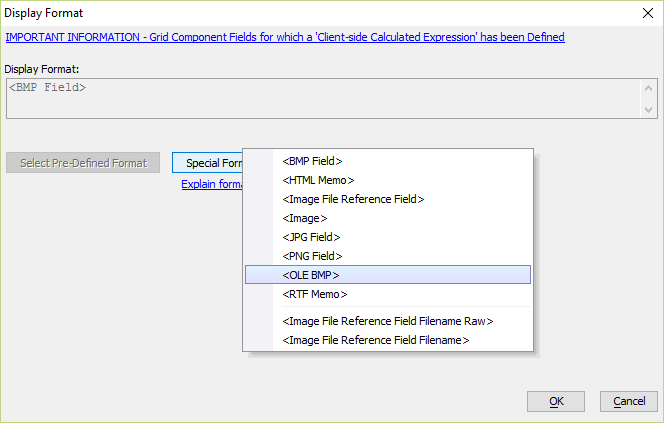 Display Format
IMPORTANT INFORMATION - Grid Component Fields for which a 'Client-side Calculated Expression' has been Defined
Display Format:
<BMP Field>
Select Pre-Defined Format
Special Form
Explain forma
<BMP Field>
<HTML Memo>
<Image File Reference Field>
<Image>
<JPG Field>
<PNG Field>
<OLE BMP>
<RTF Memo>
<Image File Reference Field Filename Raw>
<Image File Reference Field Filename>
OK
Cancel